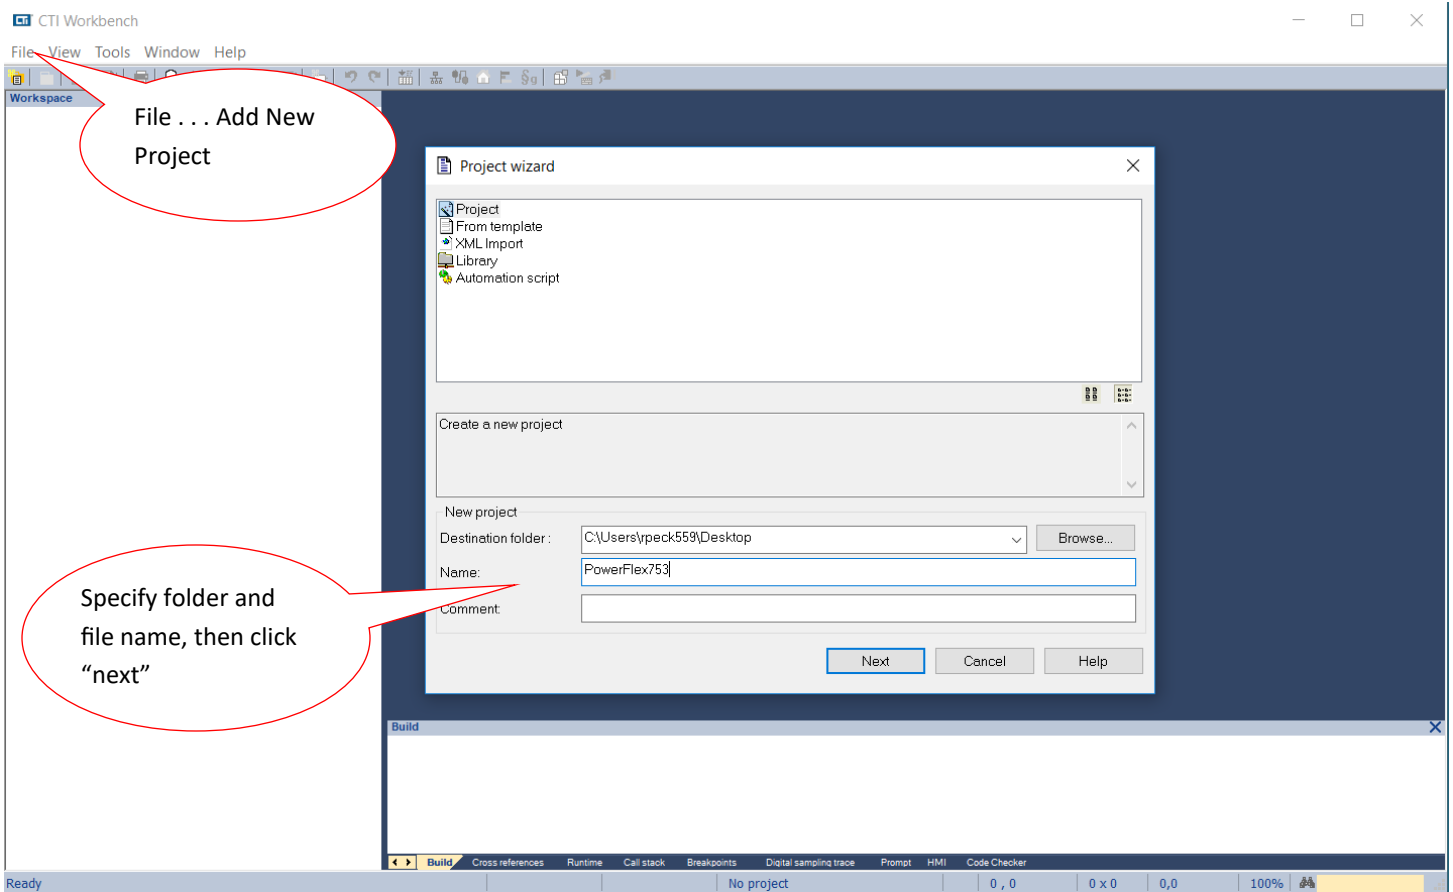 CTI Workbench
File View Tools Window Help
Workspace
File . . . Add New
Project
Project wizard
Project
From template
XML Import
Library
Automation script
Create a new project
New project
Destination folder :
C:\Users\rpeck559\Desktop
Browse...
Name:
PowerFlex753
Comment:
Specify folder and
file name, then click
“next”
Next Cancel Help
Build
Build Cross references Runtime Call stack Breakpoints Digital sampling trace Prompt HMI Code Checker
Ready No project 0 , 0 0 x 0 0,0 100%